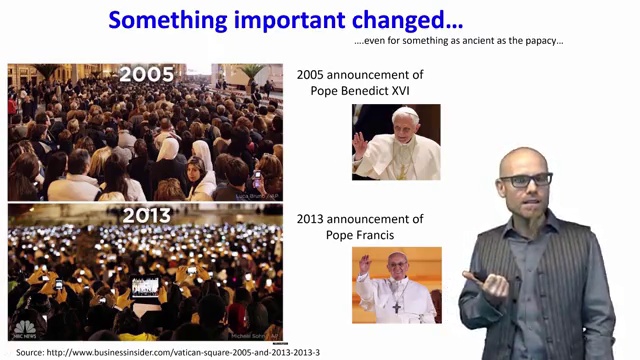 Something important changed…
….even for something as ancient as the papacy…
2005
2005 announcement of
Pope Benedict XVI
2013
2013 announcement of
Pope Francis
NBC NEWS
Source: http://www.businessinsider.com/vatican-square-2005-and-2013-2013-3